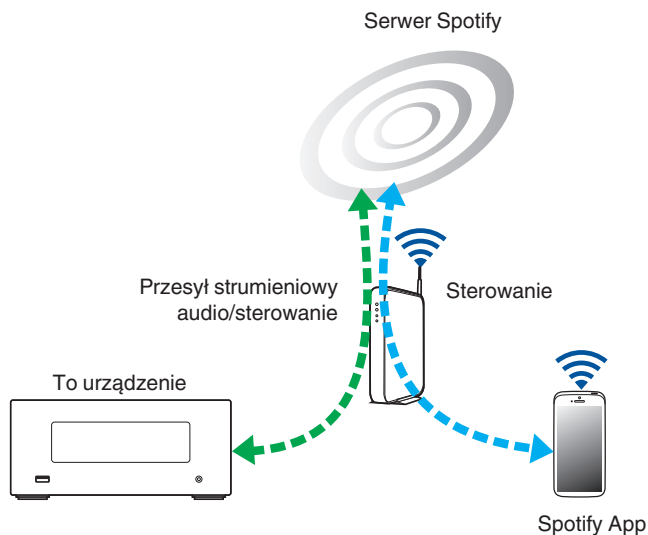 Serwer Spotify
Przesył strumieniowy
audio/sterowanie
Sterowanie
To urządzenie
Spotify App